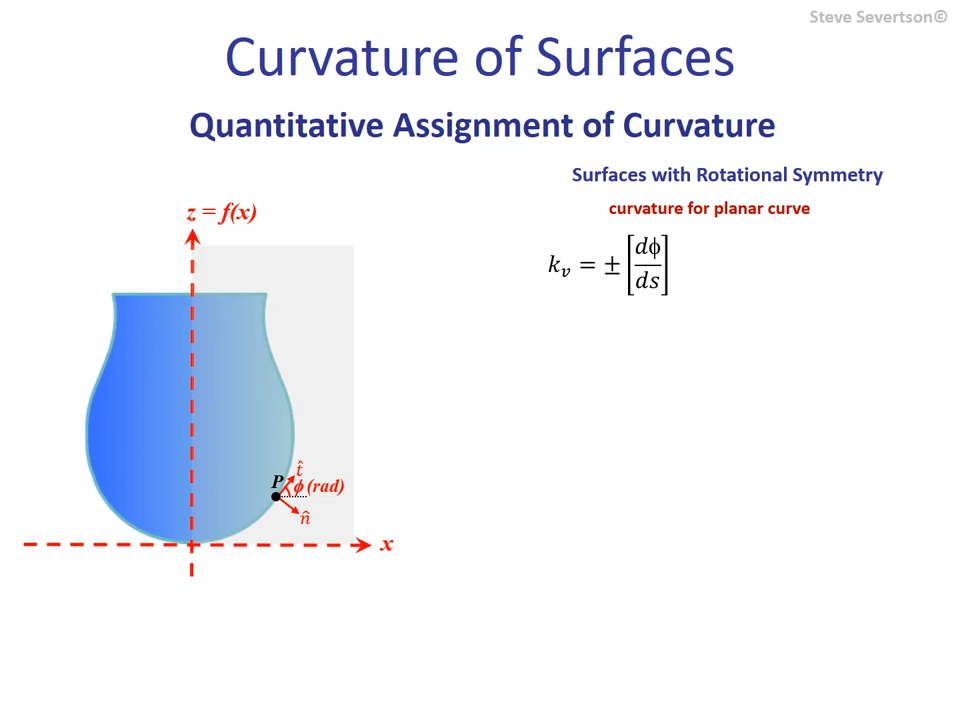 Steve Severtson©
Curvature of Surfaces
Quantitative Assignment of Curvature
Surfaces with Rotational Symmetry
curvature for planar curve
z = f(x)
k_v = ± [dϕ/ds]
P
t̂
ϕ (rad)
n̂
x